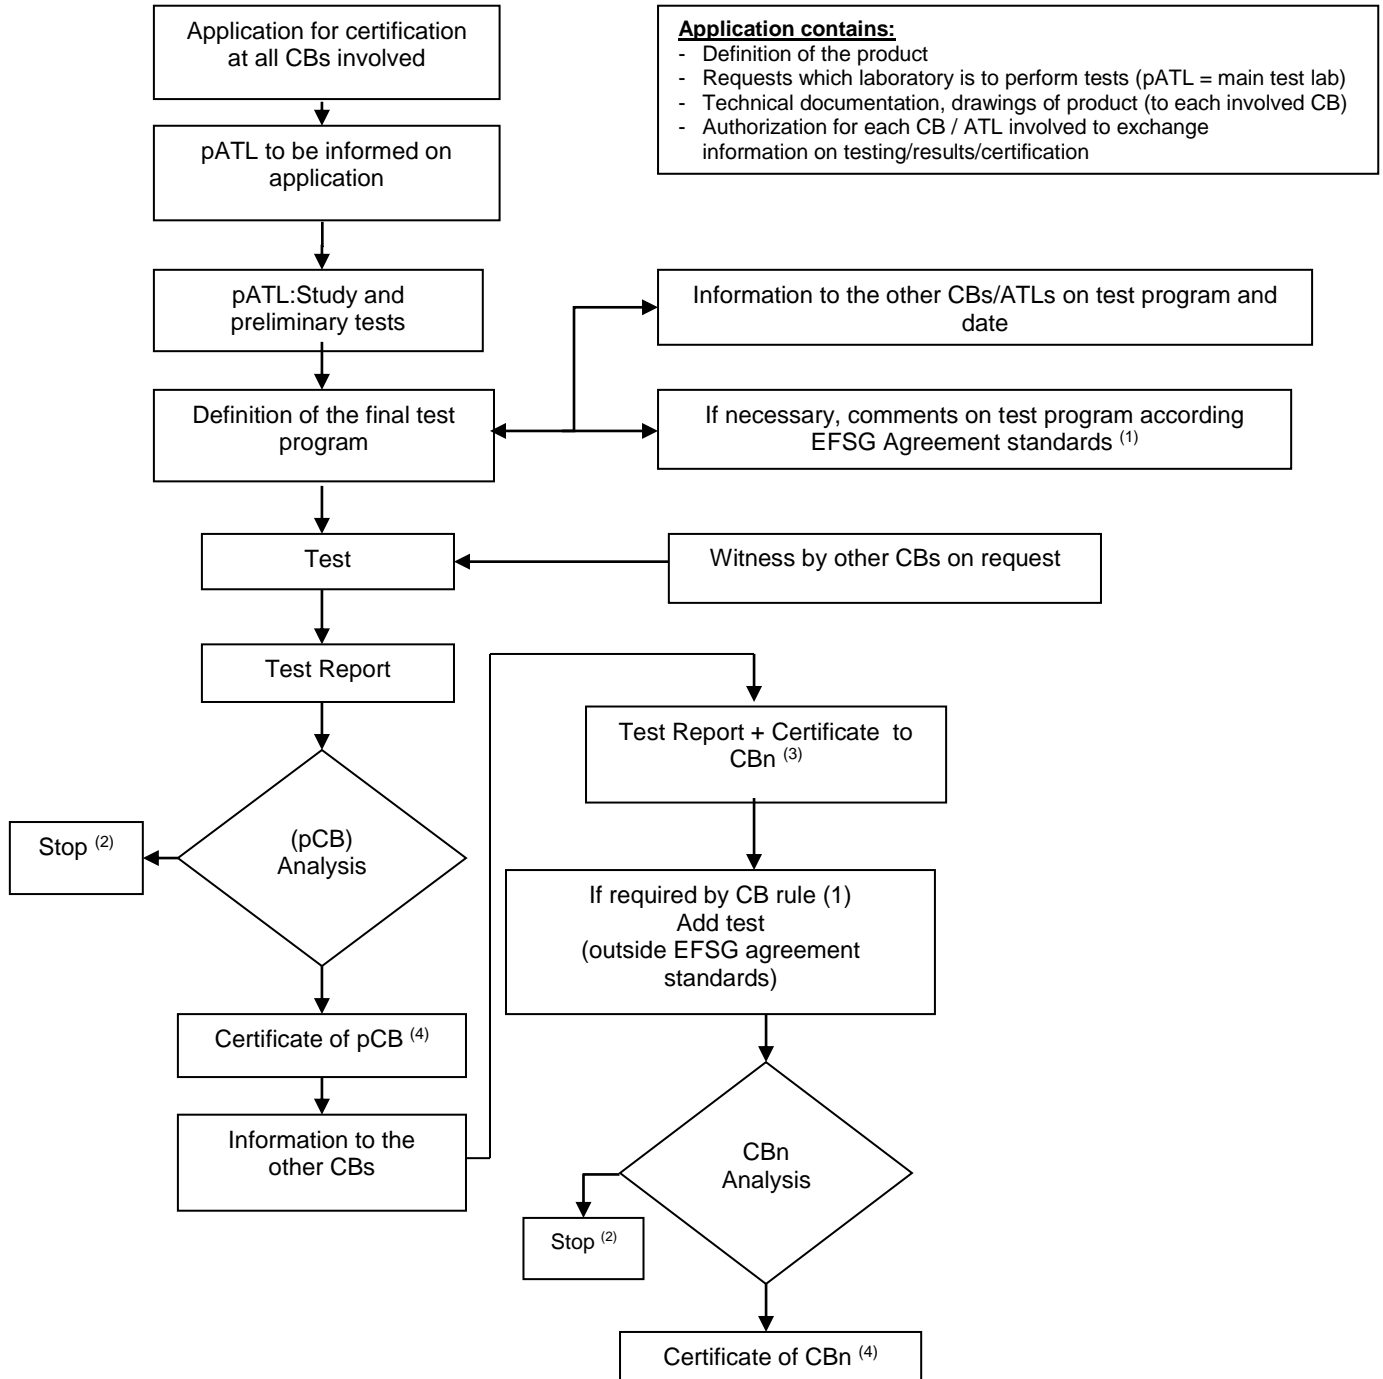 Application for certification
at all CBs involved
Application contains:
- Definition of the product
- Requests which laboratory is to perform tests (pATL = main test lab)
- Technical documentation, drawings of product (to each involved CB)
- Authorization for each CB / ATL involved to exchange
information on testing/results/certification
pATL to be informed on
application
pATL:Study and
preliminary tests
Information to the other CBs/ATLs on test program and
date
Definition of the final test
program
If necessary, comments on test program according
EFSG Agreement standards (1)
Test
Witness by other CBs on request
Test Report
Test Report + Certificate to
CBn (3)
(pCB)
Analysis
Stop (2)
If required by CB rule (1)
Add test
(outside EFSG agreement
standards)
Certificate of pCB (4)
Information to the
other CBs
CBn
Analysis
Stop (2)
Certificate of CBn (4)